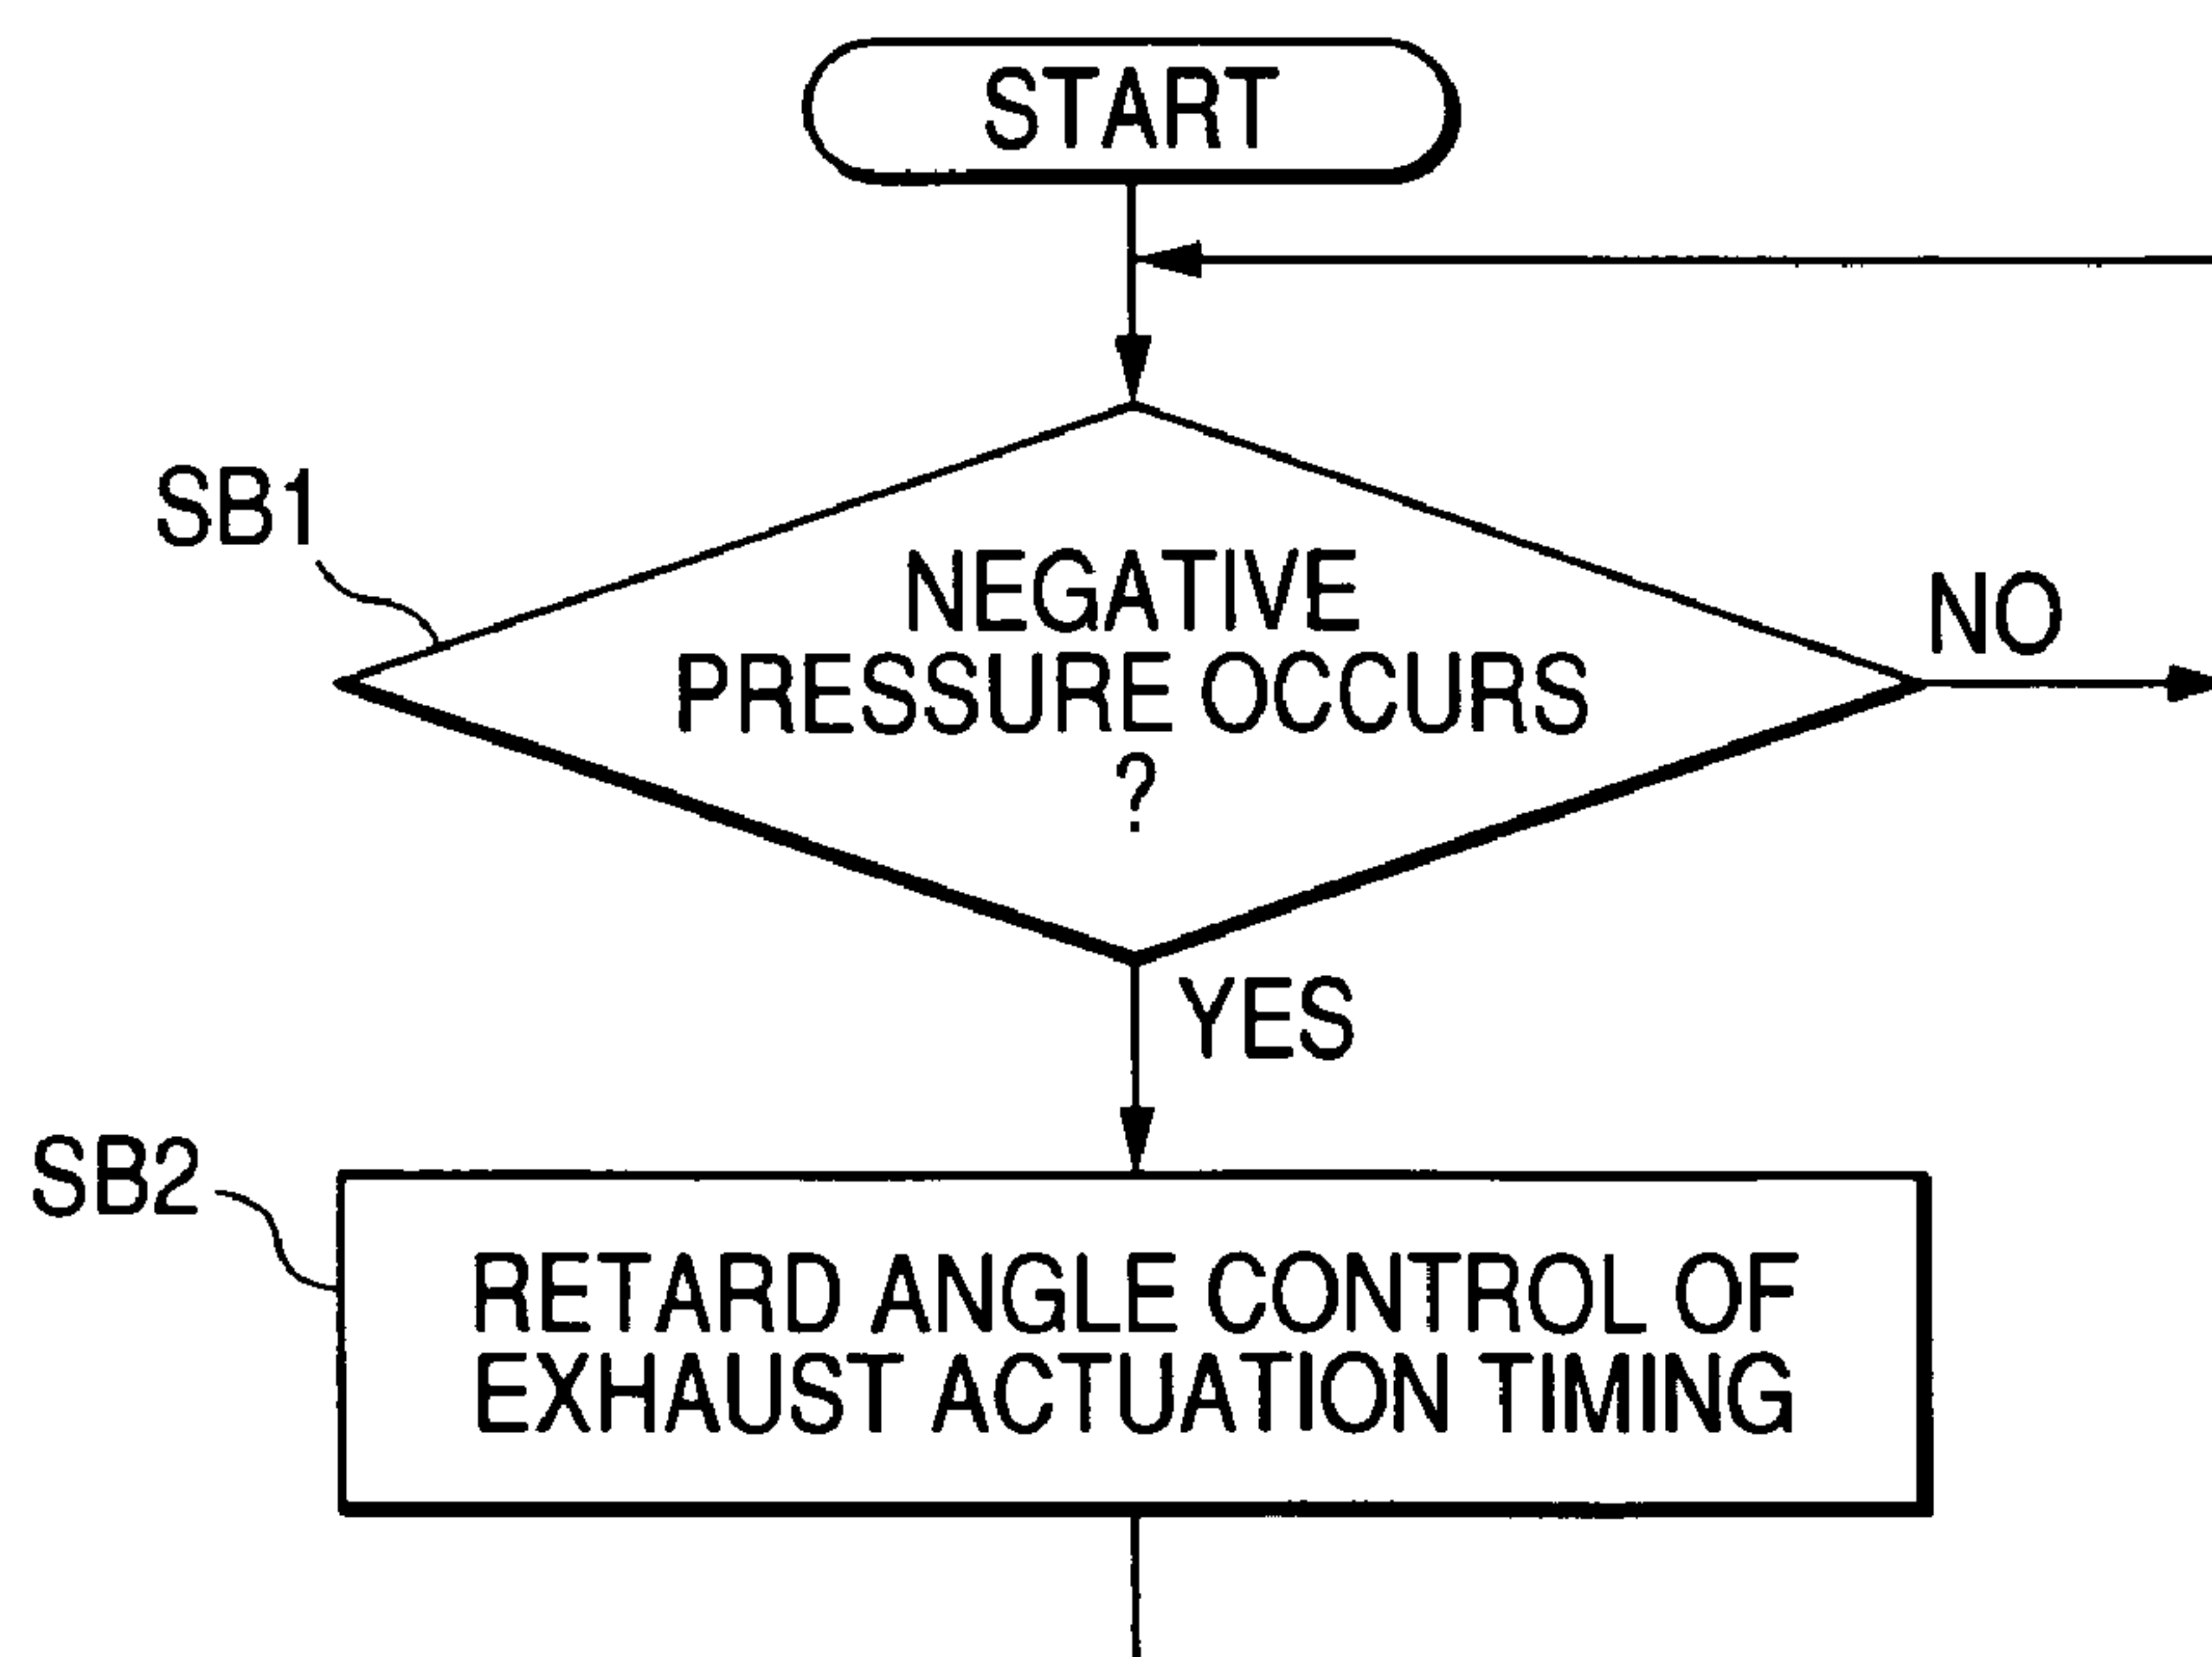 START
SB1
NEGATIVE
PRESSURE OCCURS
?
NO
YES
SB2
RETARD ANGLE CONTROL OF
EXHAUST ACTUATION TIMING